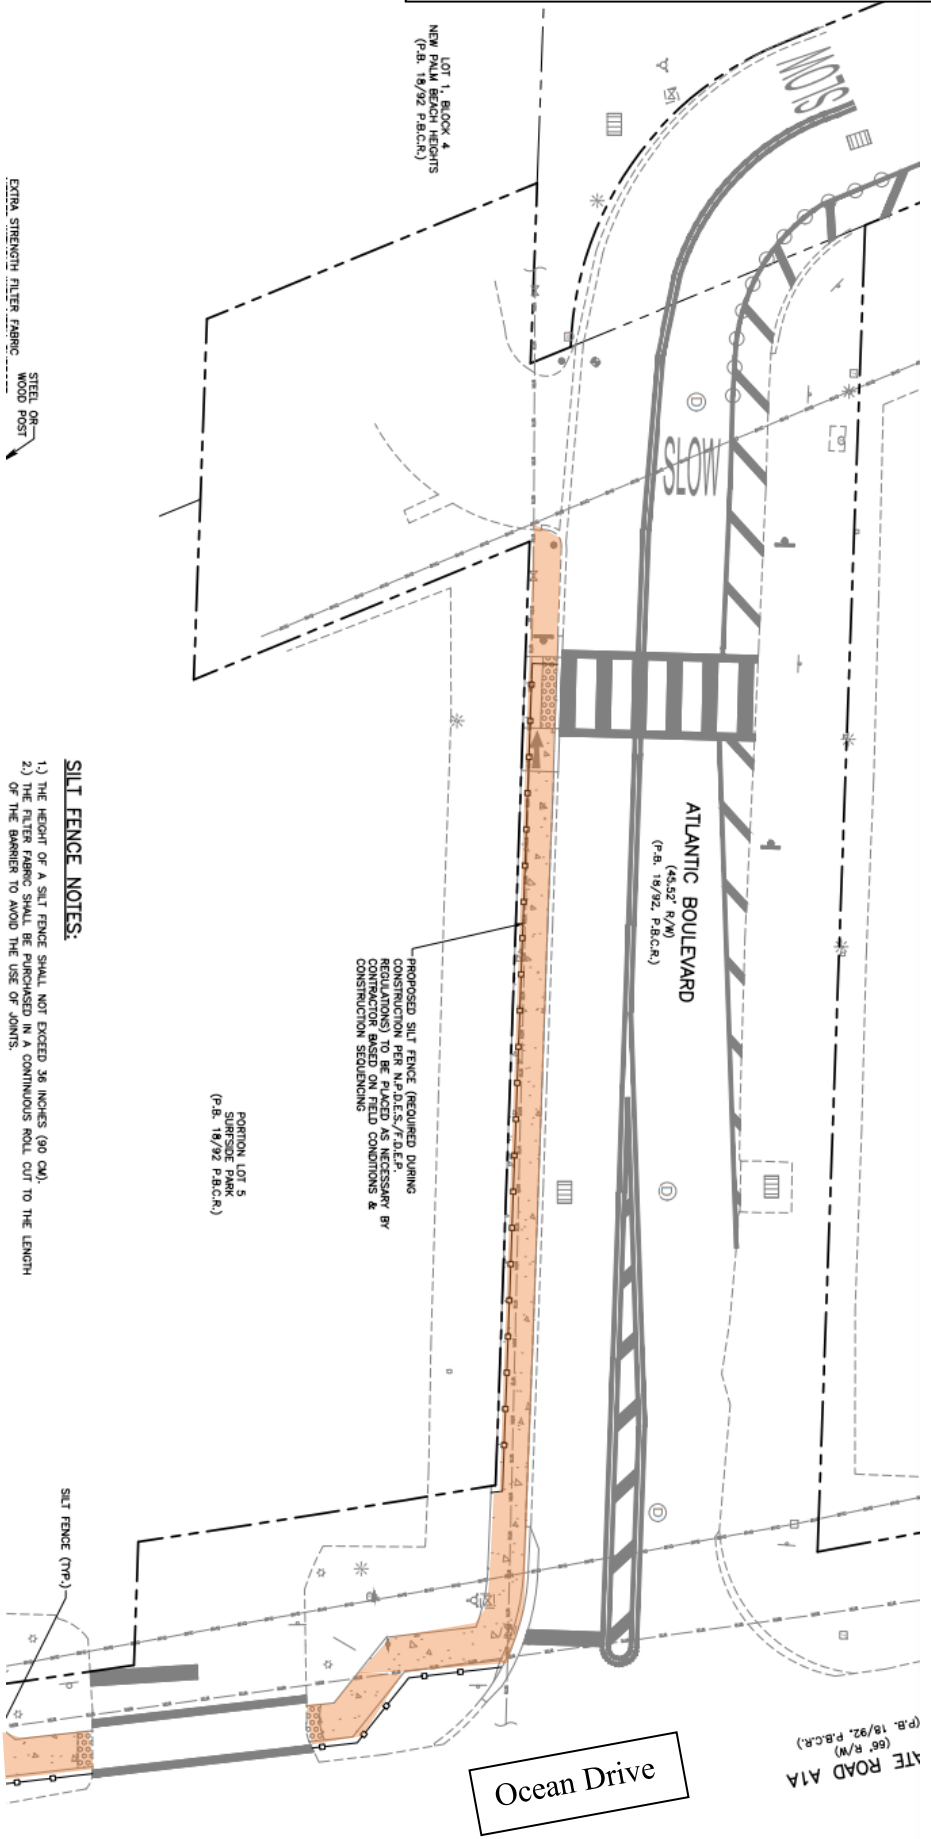 LOT 1, BLOCK 4
NEW PALM BEACH HEIGHTS
(P.B. 18/92 P.B.C.R.)
SLOW
SLOW
EXTRA STRENGTH FILTER FABRIC
STEEL OR
WOOD POST
D
ATLANTIC BOULEVARD
(45.52' R/W)
(P.B. 18/92, P.B.C.R.)
SILT FENCE NOTES:
1.) THE HEIGHT OF A SILT FENCE SHALL NOT EXCEED 36 INCHES (90 CM).
2.) THE FILTER FABRIC SHALL BE PURCHASED IN A CONTINUOUS ROLL CUT TO THE LENGTH
OF THE BARRIER TO AVOID THE USE OF JOINTS.
PROPOSED SILT FENCE (REQUIRED DURING
CONSTRUCTION PER N.P.D.E.S./F.D.E.P.
REGULATIONS) TO BE PLACED AS NECESSARY BY
CONTRACTOR BASED ON FIELD CONDITIONS &
CONSTRUCTION SEQUENCING
PORTION LOT 5
SURFSIDE PARK
(P.B. 18/92 P.B.C.R.)
D
D
SILT FENCE (TYP.)
ATE ROAD A1A
(66' R/W)
(P.B. 18/92, P.B.C.R.)
Ocean Drive